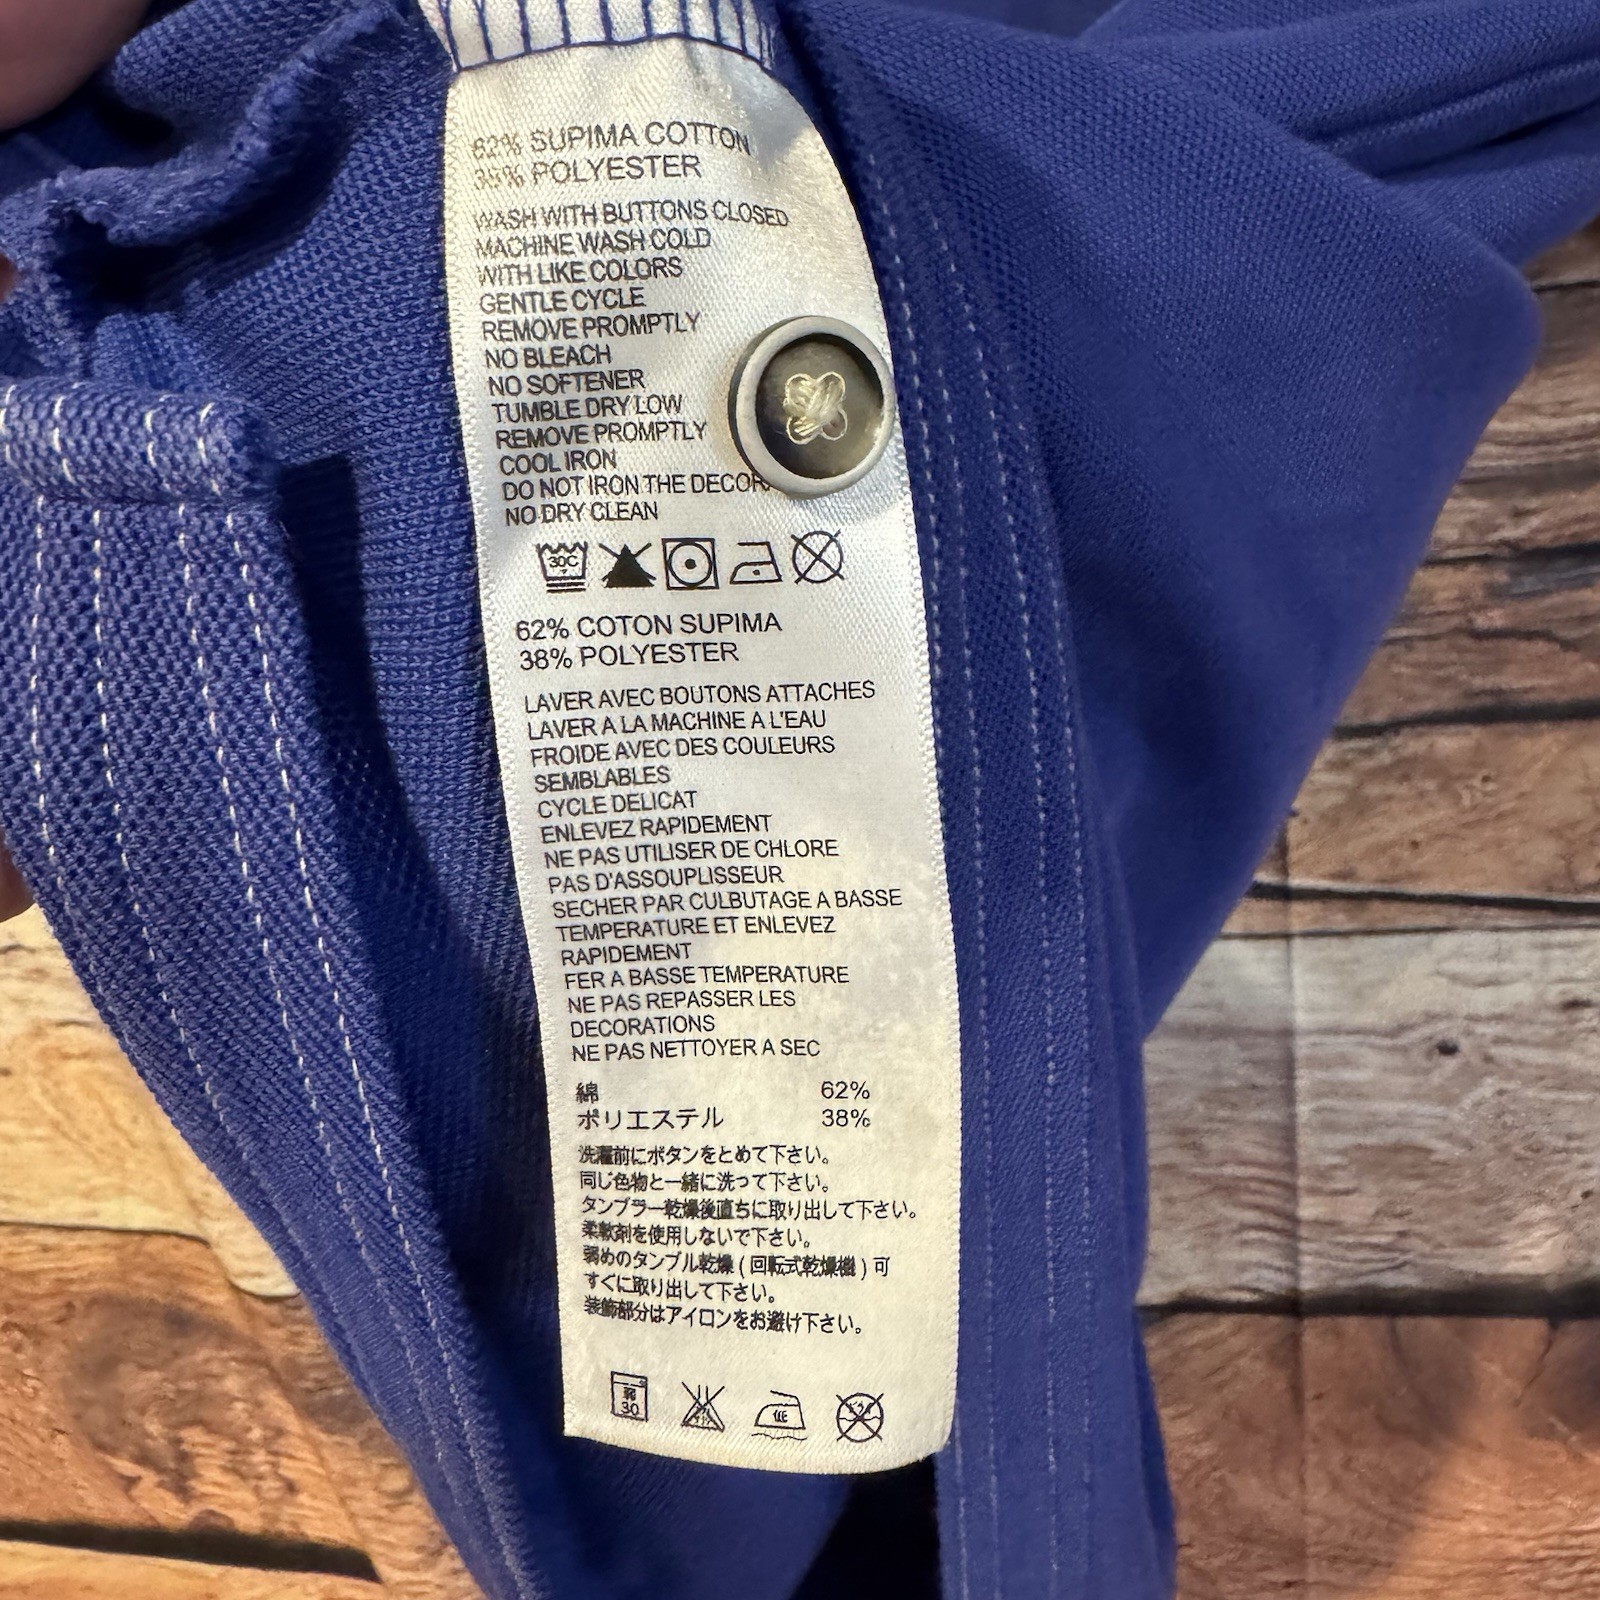 62% SUPIMA COTTON
38% POLYESTER
WASH WITH BUTTONS CLOSED
MACHINE WASH COLD
WITH LIKE COLORS
GENTLE CYCLE
REMOVE PROMPTLY
NO BLEACH
NO SOFTENER
TUMBLE DRY LOW
REMOVE PROMPTLY
COOL IRON
DO NOT IRON THE DECOR
NO DRY CLEAN
30C
62% COTON SUPIMA
38% POLYESTER
LAVER AVEC BOUTONS ATTACHES
LAVER A LA MACHINE A L'EAU
FROIDE AVEC DES COULEURS
SEMBLABLES
CYCLE DELICAT
ENLEVEZ RAPIDEMENT
NE PAS UTILISER DE CHLORE
PAS D'ASSOUPLISSEUR
SECHER PAR CULBUTAGE A BASSE
TEMPERATURE ET ENLEVEZ
RAPIDEMENT
FER A BASSE TEMPERATURE
NE PAS REPASSER LES
DECORATIONS
NE PAS NETTOYER A SEC
綿 62%
ポリエステル 38%
洗濯前にボタンをとめて下さい。
同じ色物と一緒に洗って下さい。
タンブラー乾燥後直ちに取り出して下さい。
柔軟剤を使用しないで下さい。
弱めのタンブル乾燥(回転式乾燥機)可
すぐに取り出して下さい。
装飾部分はアイロンをお避け下さい。
弱
30